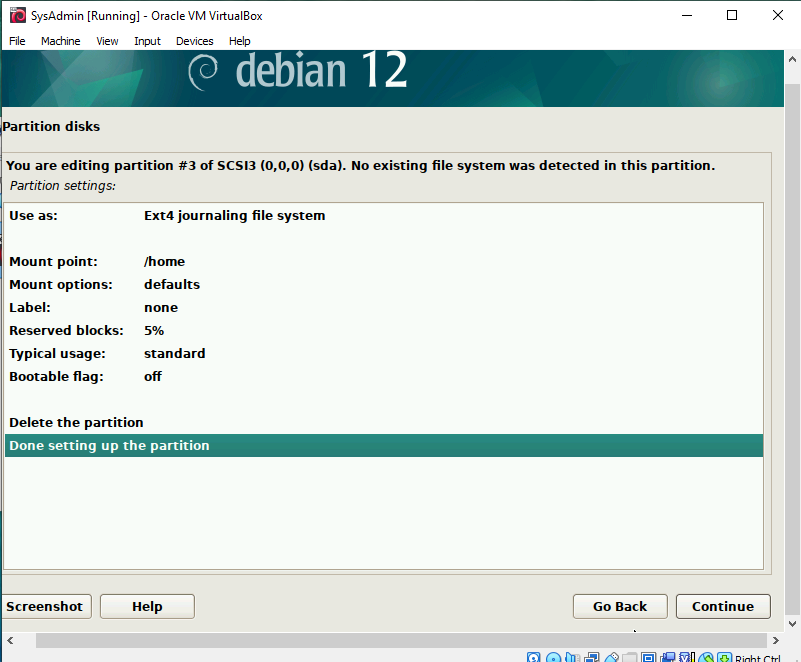 SysAdmin [Running] - Oracle VM VirtualBox
File Machine View Input Devices Help
debian 12
Partition disks
You are editing partition #3 of SCSI3 (0,0,0) (sda). No existing file system was detected in this partition.
Partition settings:
Use as: Ext4 journaling file system
Mount point: /home
Mount options: defaults
Label: none
Reserved blocks: 5%
Typical usage: standard
Bootable flag: off
Delete the partition
Done setting up the partition
Screenshot Help Go Back Continue
Right Ctrl